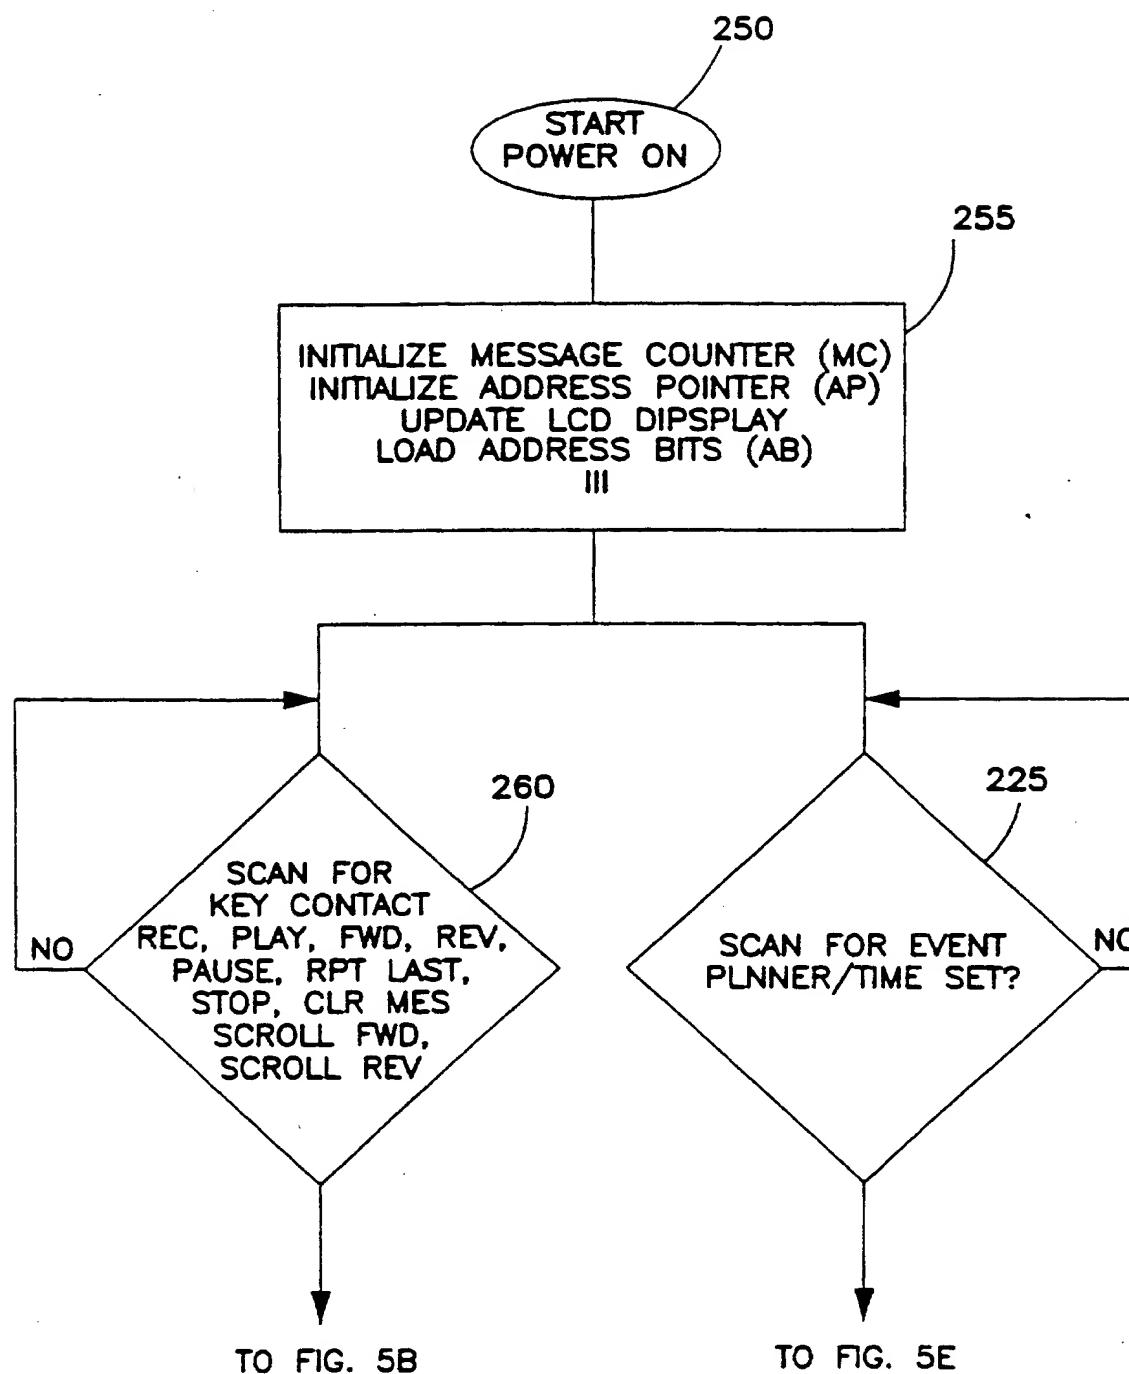 250
START
POWER ON
255
INITIALIZE MESSAGE COUNTER (MC)
INITIALIZE ADDRESS POINTER (AP)
UPDATE LCD DIPSPLAY
LOAD ADDRESS BITS (AB)
III
260
SCAN FOR
KEY CONTACT
REC, PLAY, FWD, REV,
PAUSE, RPT LAST,
STOP, CLR MES
SCROLL FWD,
SCROLL REV
NO
225
SCAN FOR EVENT
PLNNER/TIME SET?
NO
TO FIG. 5B
TO FIG. 5E